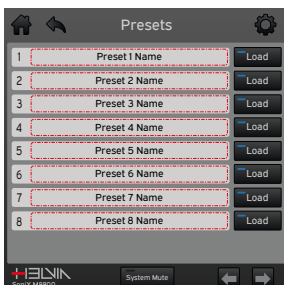 Presets
1 Preset 1 Name Load
2 Preset 2 Name Load
3 Preset 3 Name Load
4 Preset 4 Name Load
5 Preset 5 Name Load
6 Preset 6 Name Load
7 Preset 7 Name Load
8 Preset 8 Name Load
HELVIA
System Mute